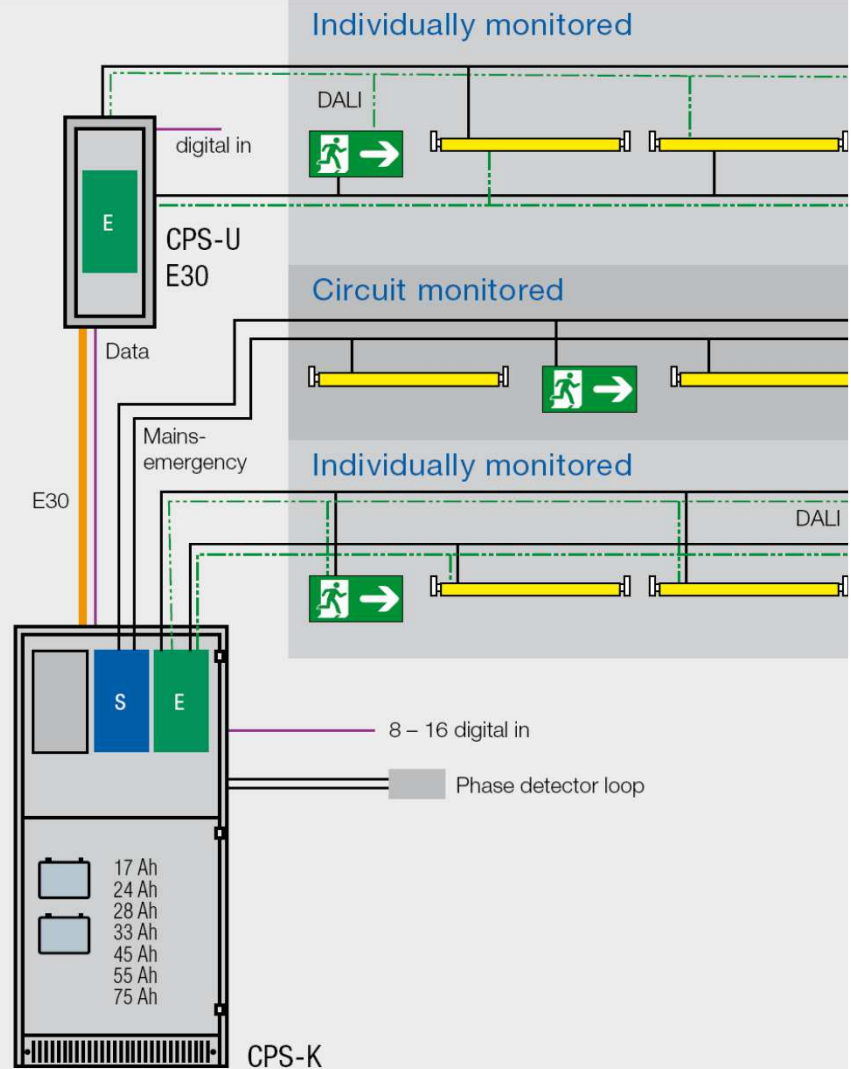 Individually monitored
DALI
digital in
E
CPS-U
E30
Circuit monitored
Data
Mains-
emergency
Individually monitored
E30
DALI
S
E
8 – 16 digital in
Phase detector loop
17 Ah
24 Ah
28 Ah
33 Ah
45 Ah
55 Ah
75 Ah
CPS-K